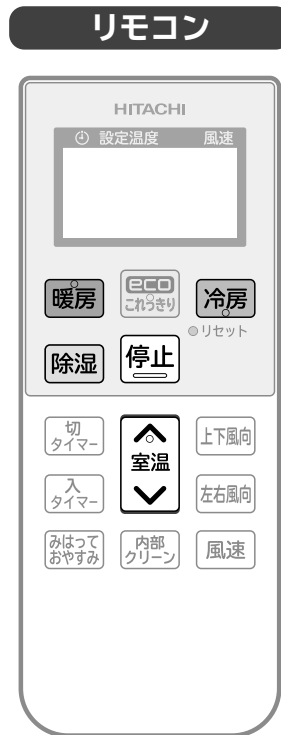 リモコン
HITACHI
設定温度 風速
暖房
eco
これっきり
冷房
リセット
除湿
停止
切
タイマー
室温
上下風向
入
タイマー
左右風向
みはって
おやすみ
内部
クリーン
風速